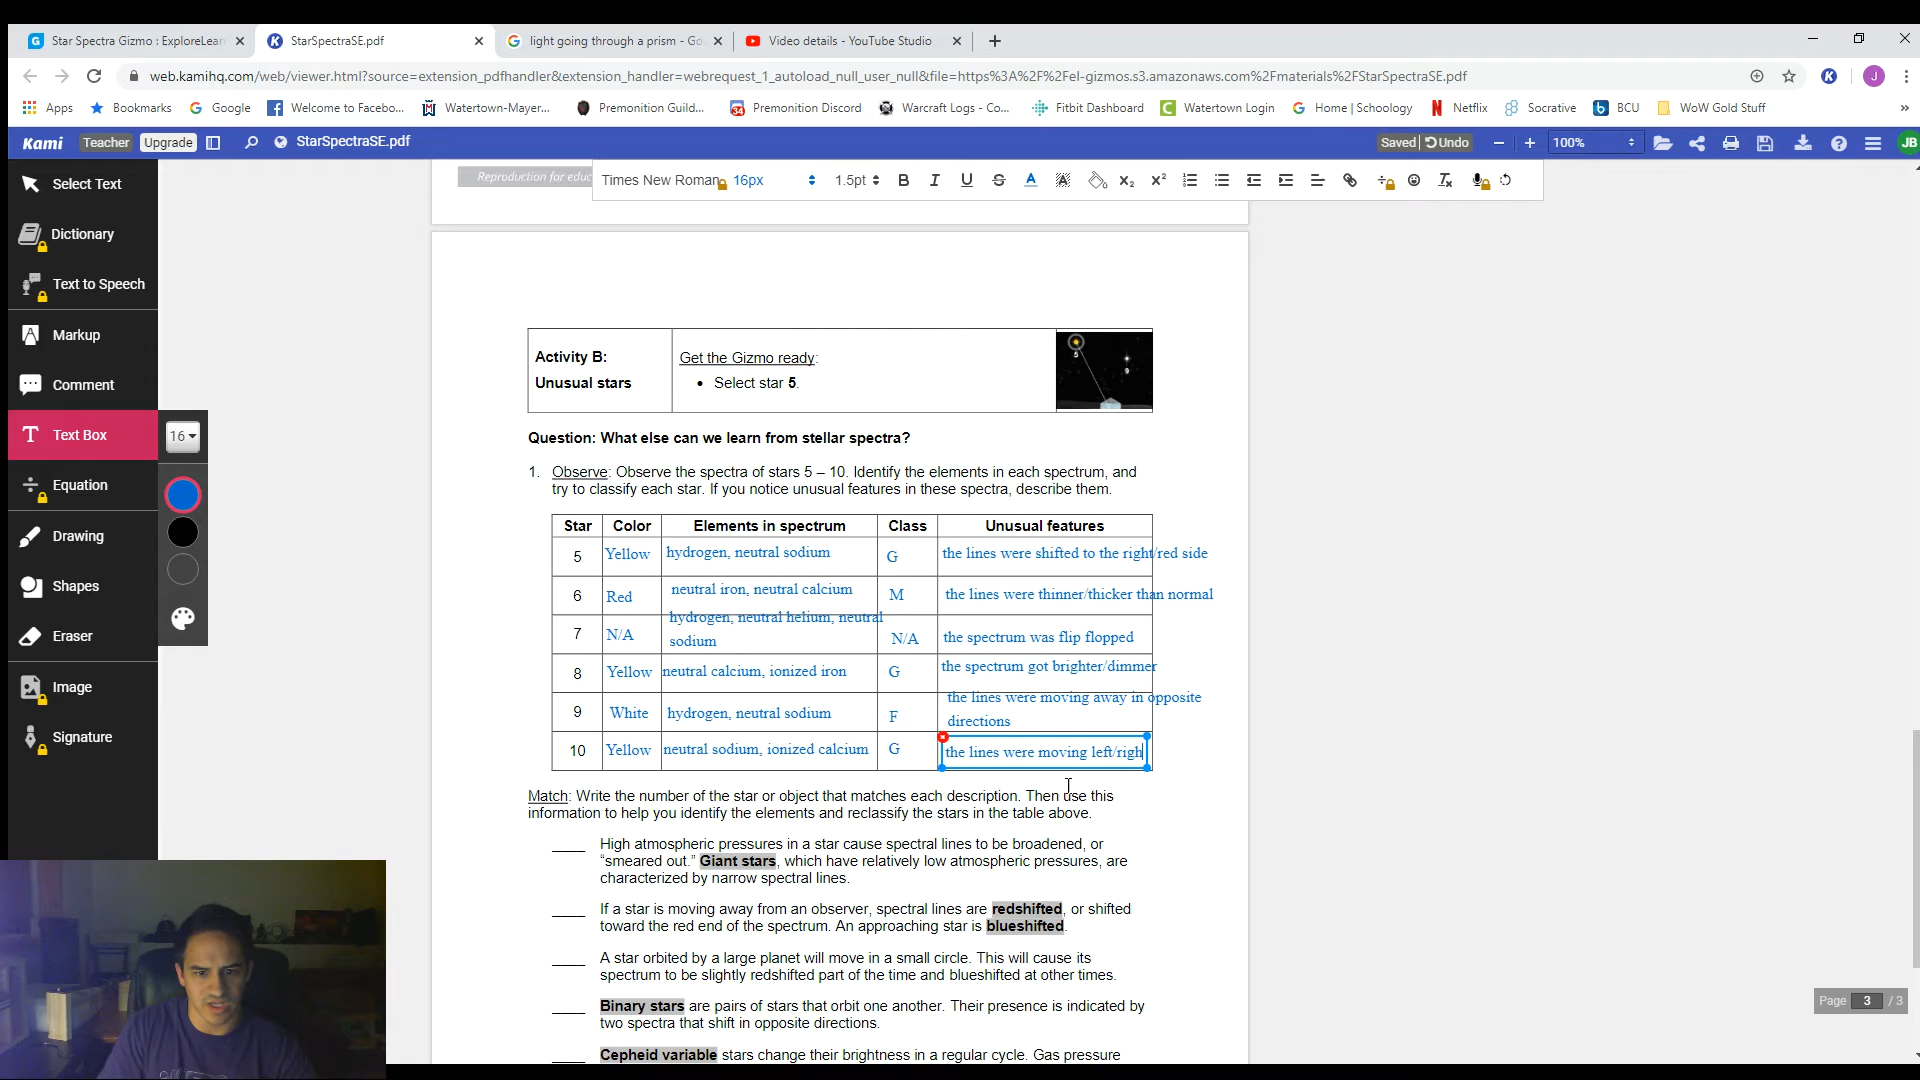 Star Spectra Gizmo : ExploreLear
StarSpectraSE.pdf
light going through a prism - Go
Video details - YouTube Studio
web.kamihq.com/web/viewer.html?source=extension_pdfhandler&extension_handler=webrequest_1_autoload_null_user_null&file=https%3A%2F%2Fel-gizmos.s3.amazonaws.com%2Fmaterials%2FStarSpectraSE.pdf
J
Apps Bookmarks Google Welcome to Facebo... Watertown-Mayer... Premonition Guild... Premonition Discord Warcraft Logs - Co... Fitbit Dashboard Watertown Login Home | Schoology Netflix Socrative BCU WoW Gold Stuff
Kami Teacher Upgrade StarSpectraSE.pdf Saved Undo 100% JB
Times New Roman 16px 1.5pt
Select Text
Dictionary
Text to Speech
Markup
Comment
Text Box
16
Equation
Drawing
Shapes
Eraser
Image
Signature
Reproduction for educ
Activity B:
Unusual stars
Get the Gizmo ready:
• Select star 5.
5
9
Question: What else can we learn from stellar spectra?
1. Observe: Observe the spectra of stars 5 – 10. Identify the elements in each spectrum, and
try to classify each star. If you notice unusual features in these spectra, describe them.
Star Color Elements in spectrum Class Unusual features
5 Yellow hydrogen, neutral sodium G the lines were shifted to the right/red side
6 Red neutral iron, neutral calcium M the lines were thinner/thicker than normal
7 N/A hydrogen, neutral helium, neutral
sodium N/A the spectrum was flip flopped
8 Yellow neutral calcium, ionized iron G the spectrum got brighter/dimmer
9 White hydrogen, neutral sodium F the lines were moving away in opposite
directions
10 Yellow neutral sodium, ionized calcium G the lines were moving left/righ
Match: Write the number of the star or object that matches each description. Then use this
information to help you identify the elements and reclassify the stars in the table above.
____ High atmospheric pressures in a star cause spectral lines to be broadened, or
“smeared out.” Giant stars, which have relatively low atmospheric pressures, are
characterized by narrow spectral lines.
____ If a star is moving away from an observer, spectral lines are redshifted, or shifted
toward the red end of the spectrum. An approaching star is blueshifted.
____ A star orbited by a large planet will move in a small circle. This will cause its
spectrum to be slightly redshifted part of the time and blueshifted at other times.
____ Binary stars are pairs of stars that orbit one another. Their presence is indicated by
two spectra that shift in opposite directions.
____ Cepheid variable stars change their brightness in a regular cycle. Gas pressure
Page 3 / 3